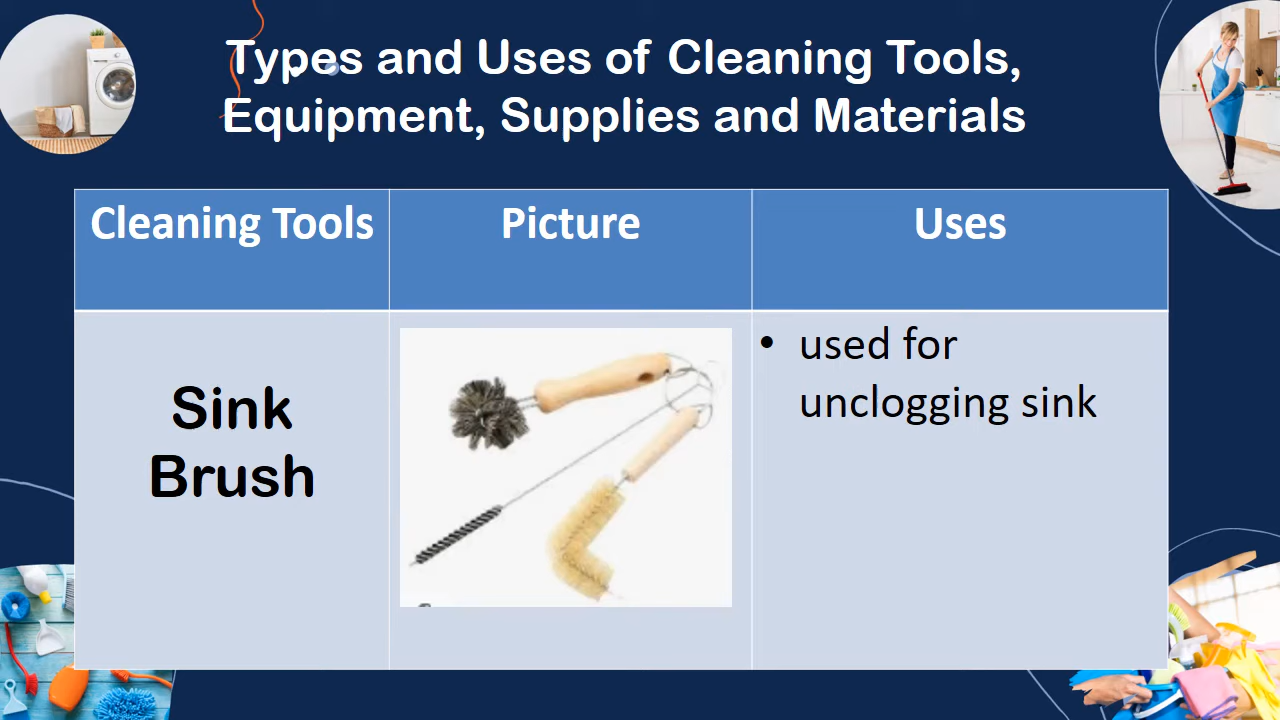 Types and Uses of Cleaning Tools,
Equipment, Supplies and Materials
Cleaning Tools
Picture
Uses
Sink
Brush
• used for
unclogging sink